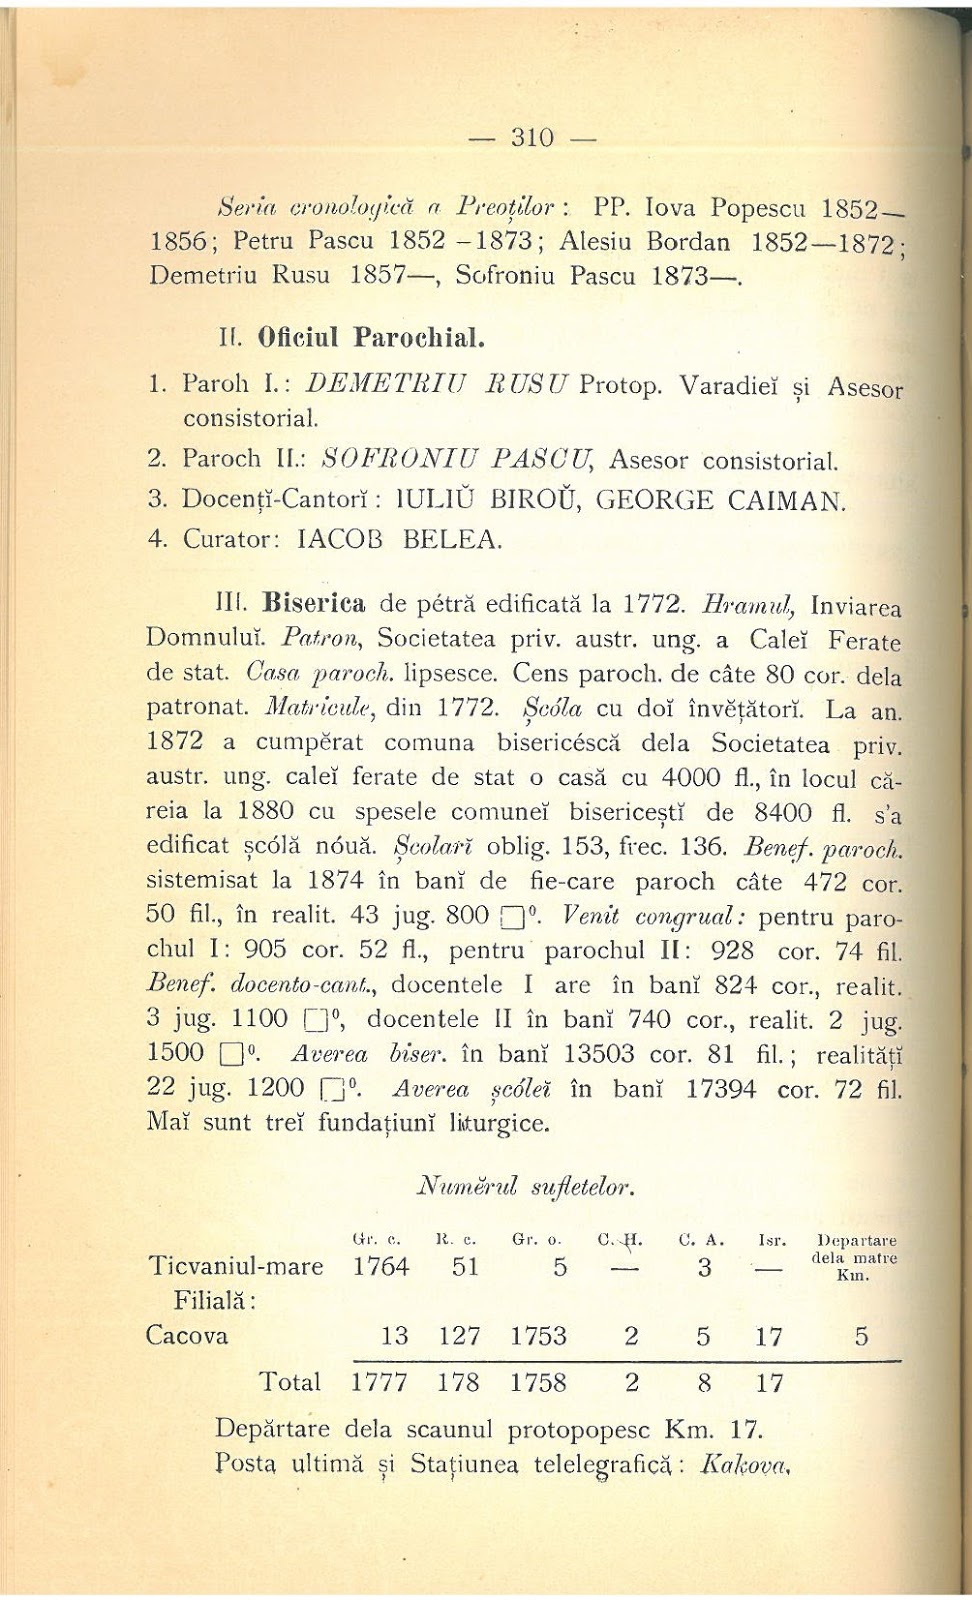 — 310 —
Seria cronologică a Preoților : PP. Iova Popescu 1852—
1856; Petru Pascu 1852 –1873; Alesiu Bordan 1852—1872;
Demetriu Rusu 1857—, Sofroniu Pascu 1873—.
II. Oficiul Parochial.
1. Paroh I.: DEMETRIU RUSU Protop. Varadieĭ și Asesor
consistorial.
2. Paroch II.: SOFRONIU PASCU, Asesor consistorial.
3. Docențĭ-Cantorĭ : IULIŬ BIROŬ, GEORGE CAIMAN.
4. Curator: IACOB BELEA.
III. Biserica de pétră edificată la 1772. Hramul, Inviarea
Domnuluĭ. Patron, Societatea priv. austr. ung. a Caleĭ Ferate
de stat. Casa paroch. lipsesce. Cens paroch. de câte 80 cor. dela
patronat. Matricule, din 1772. Șcóla cu doĭ învĕțătorĭ. La an.
1872 a cumpĕrat comuna bisericéscă dela Societatea priv.
austr. ung. caleĭ ferate de stat o casă cu 4000 fl., în locul că-
reia la 1880 cu spesele comuneĭ bisericeștĭ de 8400 fl. s'a
edificat șcólă nóuă. Școlarĭ oblig. 153, frec. 136. Benef. paroch.
sistemisat la 1874 în banĭ de fie-care paroch câte 472 cor.
50 fil., în realit. 43 jug. 800 □⁰. Venit congrual: pentru paro-
chul I: 905 cor. 52 fl., pentru parochul II: 928 cor. 74 fil.
Benef. docento-cant., docentele I are în banĭ 824 cor., realit.
3 jug. 1100 □⁰, docentele II în banĭ 740 cor., realit. 2 jug.
1500 □⁰. Averea biser. în banĭ 13503 cor. 81 fil. ; realitățĭ
22 jug. 1200 □⁰. Averea șcóleĭ în banĭ 17394 cor. 72 fil.
Maĭ sunt treĭ fundațiunĭ liturgice.
Numĕrul sufletelor.
Gr. c. R. c. Gr. o. C. H. C. A. Isr. Departare
dela matre
Km.
Ticvaniul-mare 1764 51 5 — 3 —
Filială :
Cacova 13 127 1753 2 5 17 5
Total 1777 178 1758 2 8 17
Depărtare dela scaunul protopopesc Km. 17.
Posta ultimă și Stațiunea telelegrafică : Kakova.